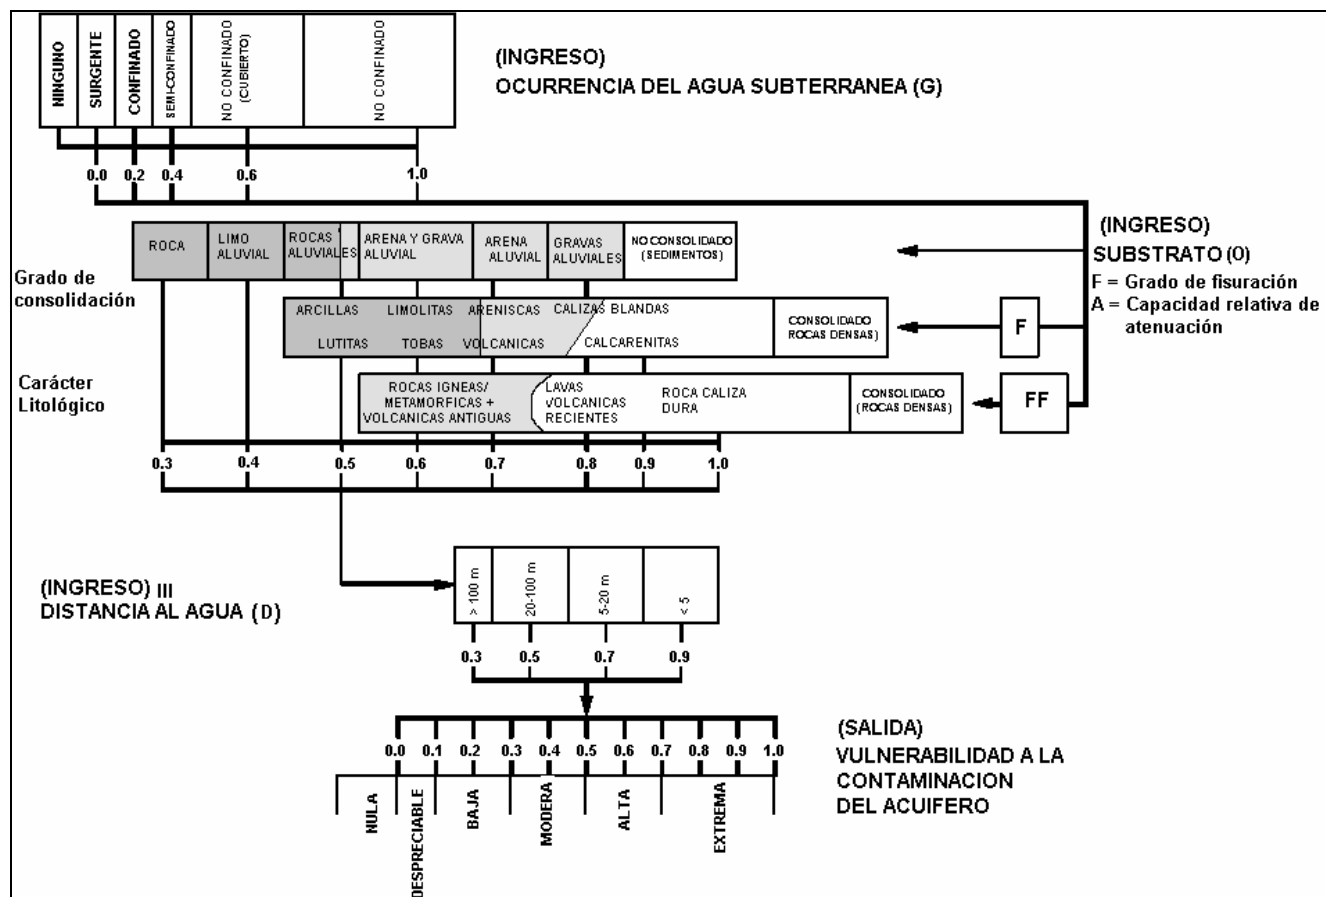 NINGUNO
SURGENTE
CONFINADO
SEMI-CONFINADO
NO CONFINADO
(CUBIERTO)
NO CONFINADO
(INGRESO)
OCURRENCIA DEL AGUA SUBTERRANEA (G)
0.0 0.2 0.4 0.6 1.0
ROCA
LIMO
ALUVIAL
ROCAS
ALUVIALES
ARENA Y GRAVA
ALUVIAL
ARENA
ALUVIAL
GRAVAS
ALUVIALES
NO CONSOLIDADO
(SEDIMENTOS)
(INGRESO)
SUBSTRATO (O)
F = Grado de fisuración
A = Capacidad relativa de
atenuación
Grado de
consolidación
ARCILLAS LIMOLITAS ARENISCAS CALIZAS BLANDAS
LUTITAS TOBAS VOLCANICAS CALCARENITAS
CONSOLIDADO
ROCAS DENSAS)
F
Carácter
Litológico
ROCAS IGNEAS/
METAMORFICAS +
VOLCANICAS ANTIGUAS
LAVAS
VOLCANICAS
RECIENTES
ROCA CALIZA
DURA
CONSOLIDADO
(ROCAS DENSAS)
FF
0.3 0.4 0.5 0.6 0.7 0.8 0.9 1.0
(INGRESO) III
DISTANCIA AL AGUA (D)
> 100 m
20-100 m
5-20 m
< 5
0.3 0.5 0.7 0.9
(SALIDA)
VULNERABILIDAD A LA
CONTAMINACION
DEL ACUIFERO
0.0 0.1 0.2 0.3 0.4 0.5 0.6 0.7 0.8 0.9 1.0
NULA
DESPRECIABLE
BAJA
MODERA
ALTA
EXTREMA